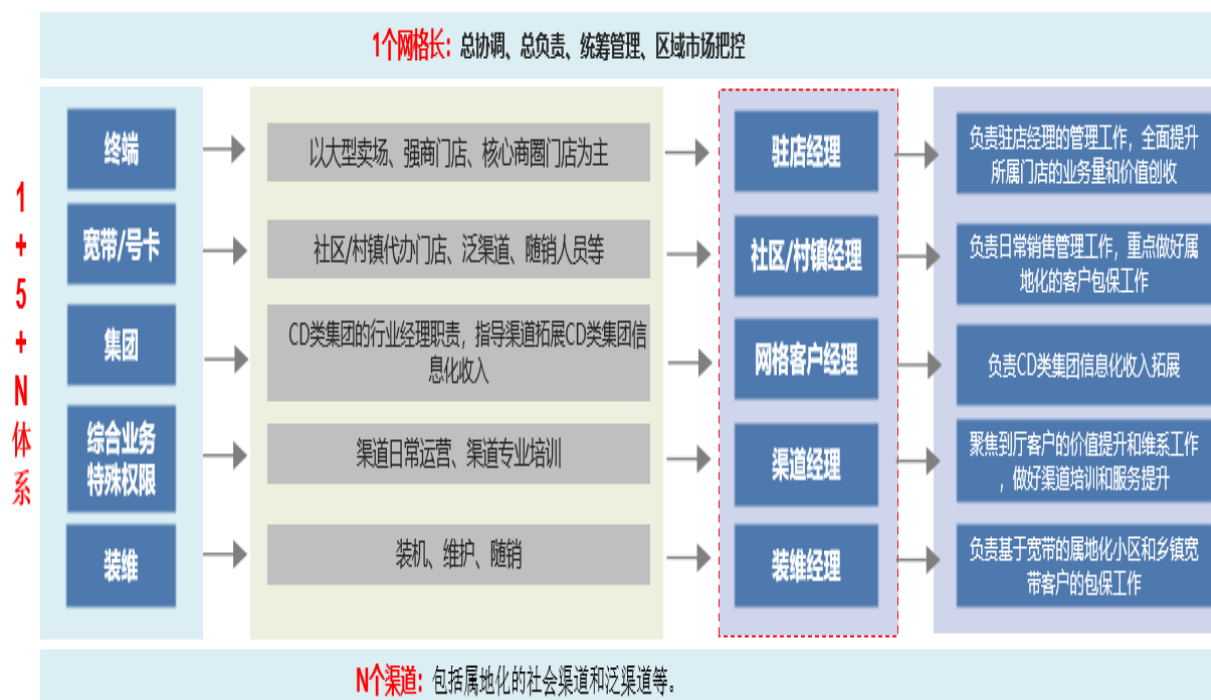 1个网格长：总协调、总负责、统筹管理、区域市场把控
1
+
5
+
N
体
系
终端
以大型卖场、强商门店、核心商圈门店为主
驻店经理
负责驻店经理的管理工作，全面提升
所属门店的业务量和价值创收
宽带/号卡
社区/村镇代办门店、泛渠道、随销人员等
社区/村镇经理
负责日常销售管理工作，重点做好属
地化的客户包保工作
集团
CD类集团的行业经理职责，指导渠道拓展CD类集团信
息化收入
网格客户经理
负责CD类集团信息化收入拓展
综合业务
特殊权限
渠道日常运营、渠道专业培训
渠道经理
聚焦到厅客户的价值提升和维系工作
，做好渠道培训和服务提升
装维
装机、维护、随销
装维经理
负责基于宽带的属地化小区和乡镇宽
带客户的包保工作
N个渠道：包括属地化的社会渠道和泛渠道等。